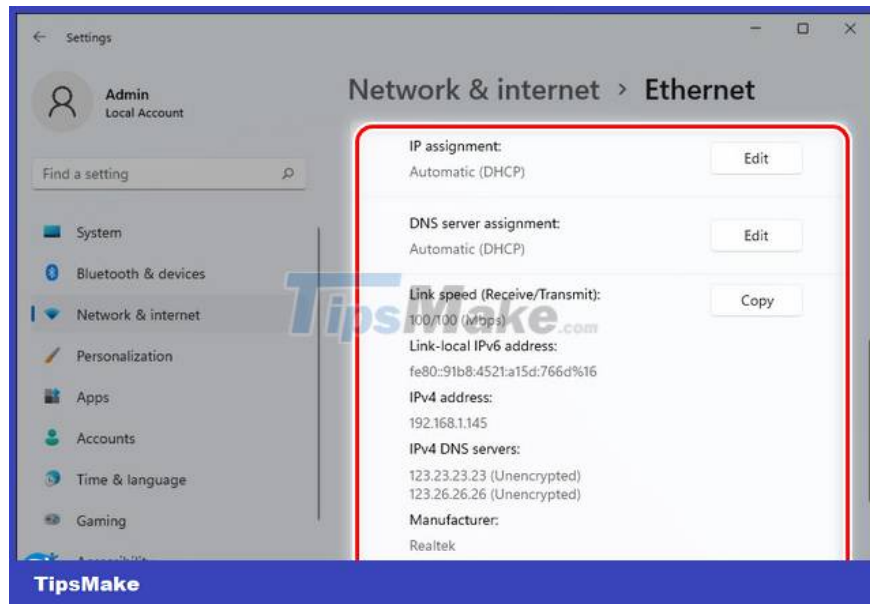 Settings
Admin
Local Account
Find a setting
System
Bluetooth & devices
Network & internet
Personalization
Apps
Accounts
Time & language
Gaming
Accessibility
Network & internet > Ethernet
IP assignment:
Automatic (DHCP)
Edit
DNS server assignment:
Automatic (DHCP)
Edit
Link speed (Receive/Transmit):
100/100 (Mbps)
Copy
Link-local IPv6 address:
fe80::91b8:4521:a15d:766d%16
IPv4 address:
192.168.1.145
IPv4 DNS servers:
123.23.23.23 (Unencrypted)
123.26.26.26 (Unencrypted)
Manufacturer:
Realtek
TipsMake.com
TipsMake